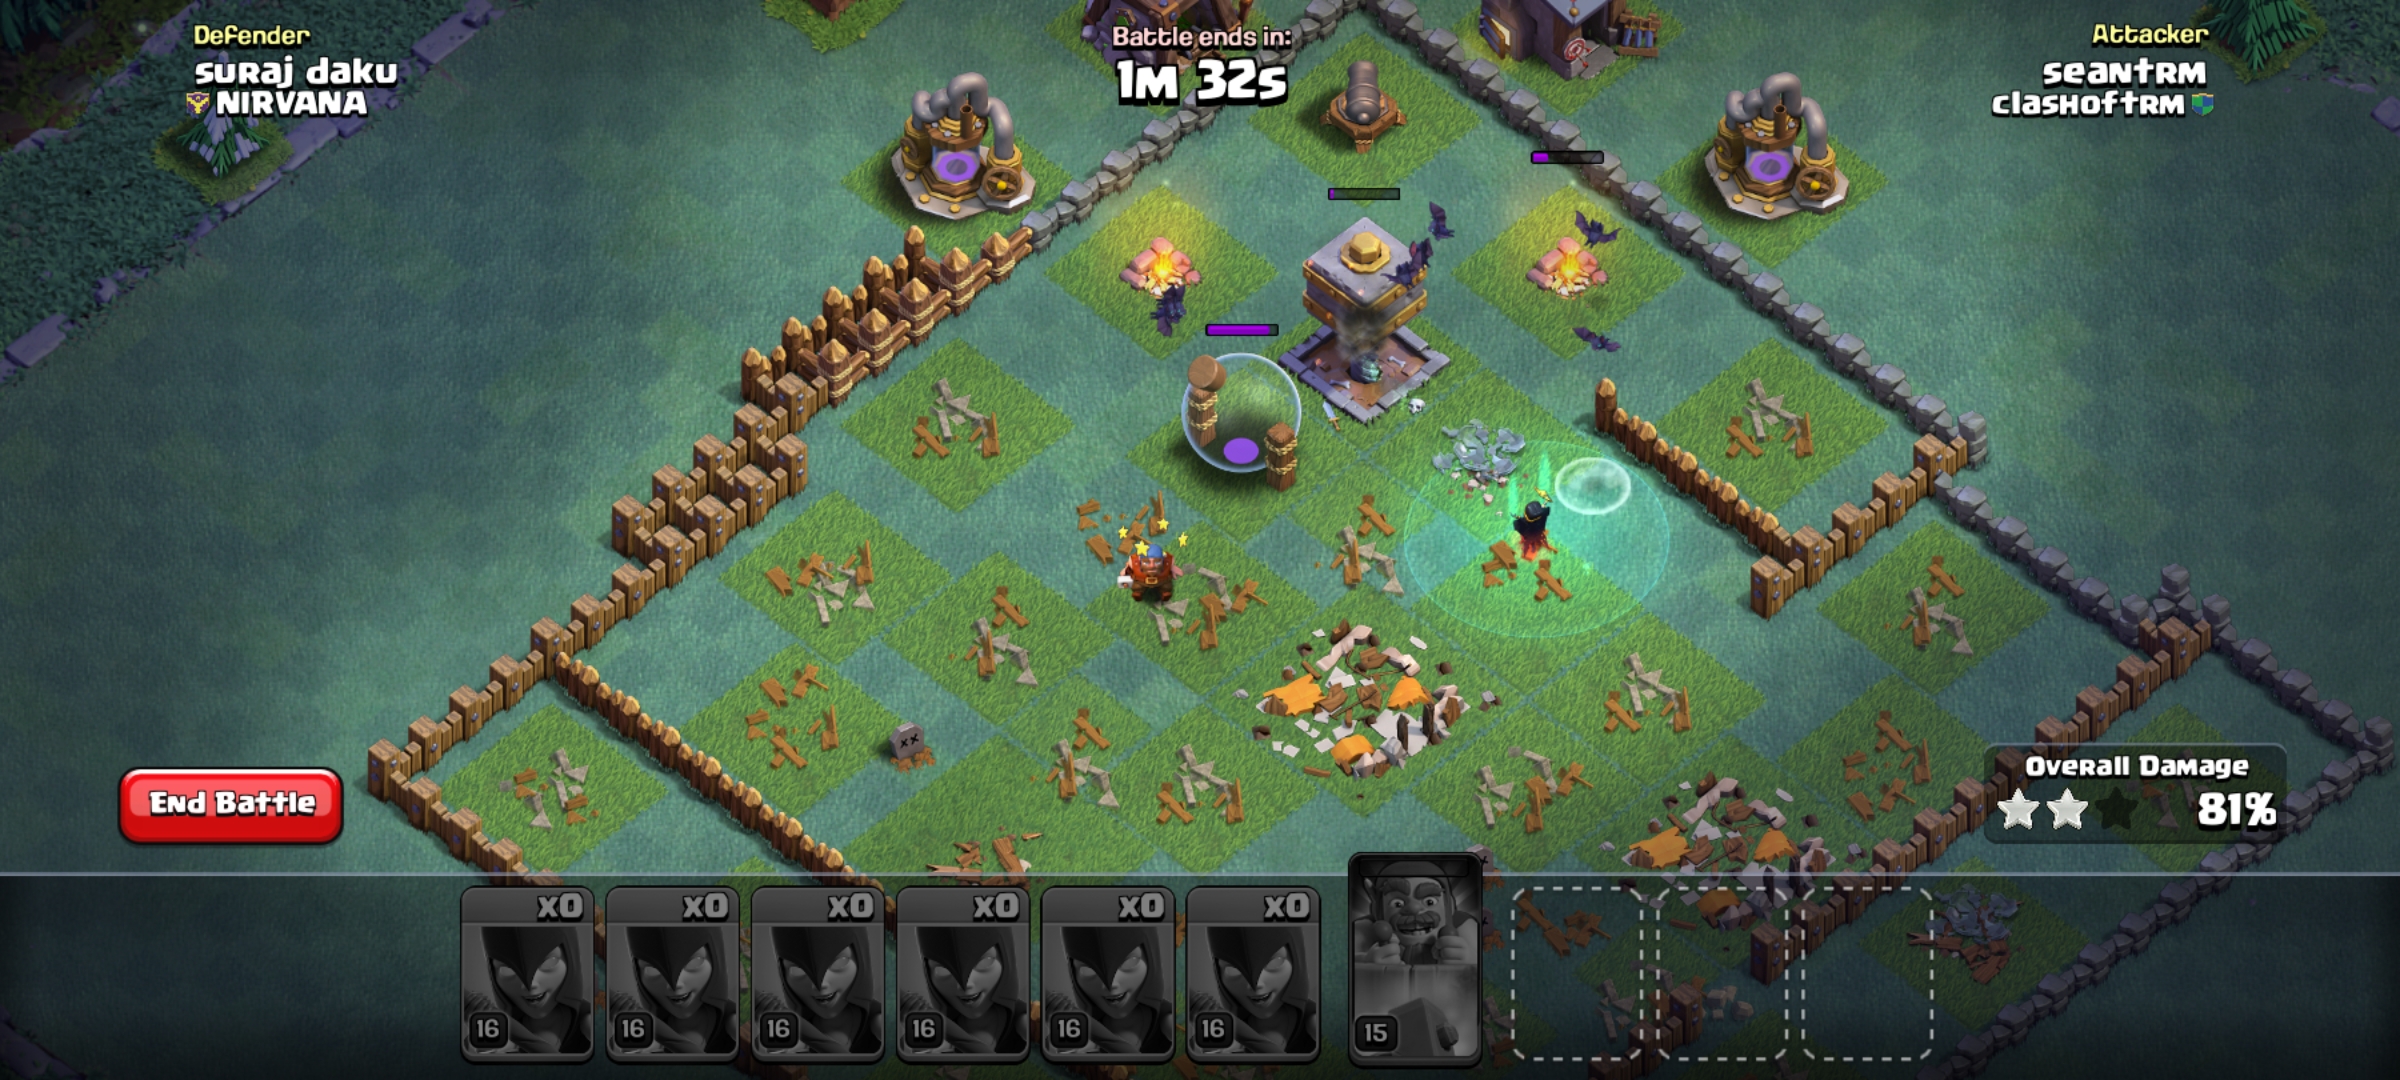 Defender
suraj daku
NIRVANA
Battle ends in:
1M 32s
Attacker
seantrm
clashoftrm
End Battle
Overall Damage
81%
x0 x0 x0 x0 x0 x0
16 16 16 16 16 16 15